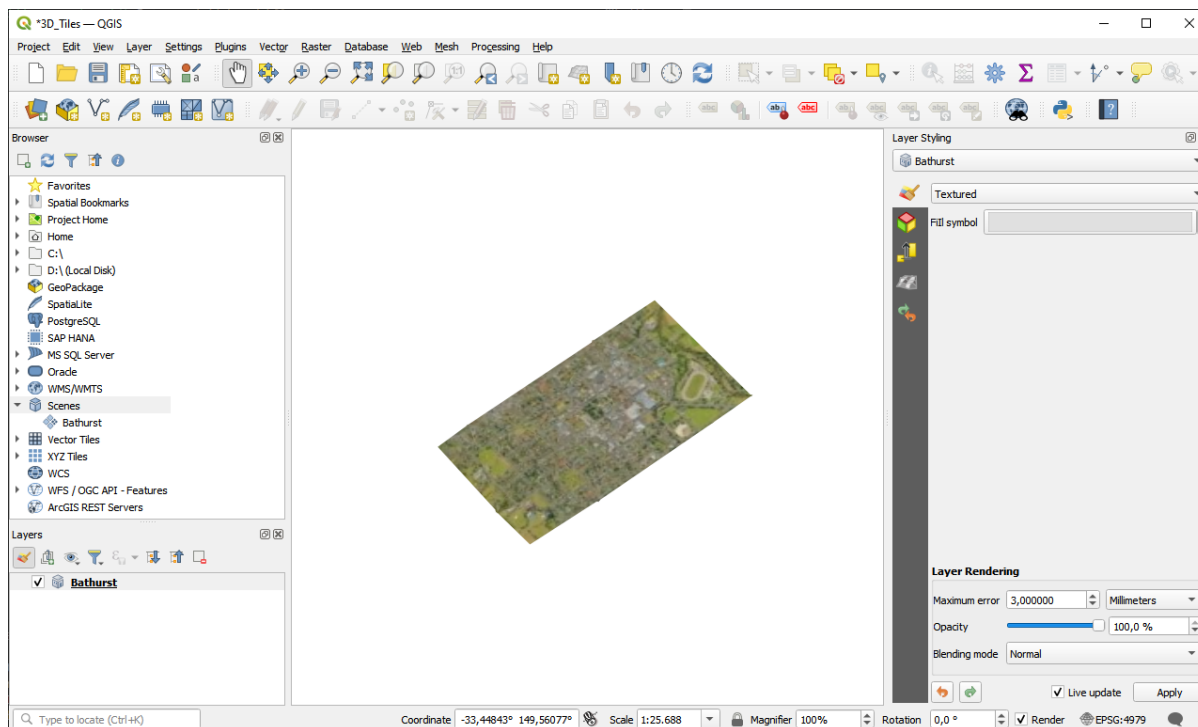 *3D_Tiles — QGIS
Project Edit View Layer Settings Plugins Vector Raster Database Web Mesh Processing Help
Browser
Favorites
Spatial Bookmarks
Project Home
Home
C:\
D:\ (Local Disk)
GeoPackage
SpatiaLite
PostgreSQL
SAP HANA
MS SQL Server
Oracle
WMS/WMTS
Scenes
Bathurst
Vector Tiles
XYZ Tiles
WCS
WFS / OGC API - Features
ArcGIS REST Servers
Layers
Bathurst
Layer Styling
Bathurst
Textured
Fill symbol
Layer Rendering
Maximum error 3,000000 Millimeters
Opacity 100,0 %
Blending mode Normal
Live update Apply
Type to locate (Ctrl+K) Coordinate -33,44843° 149,56077° Scale 1:25.688 Magnifier 100% Rotation 0,0 ° Render EPSG:4979